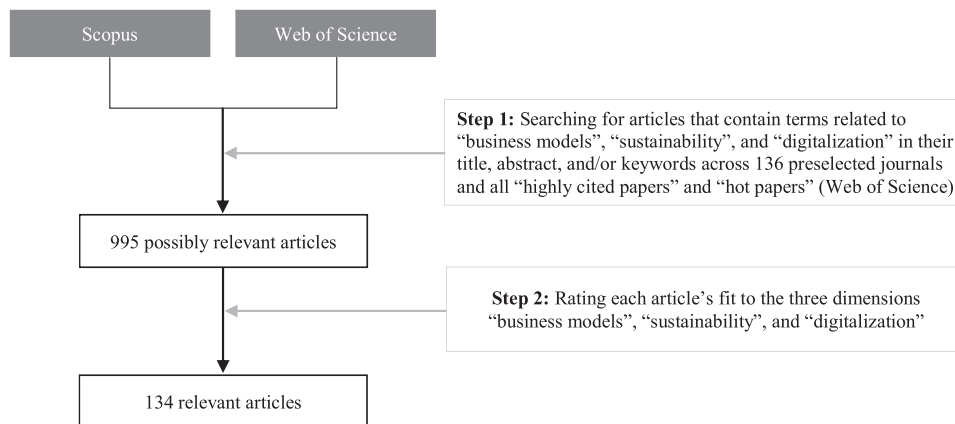 Scopus
Web of Science
Step 1: Searching for articles that contain terms related to
“business models”, “sustainability”, and “digitalization” in their
title, abstract, and/or keywords across 136 preselected journals
and all “highly cited papers” and “hot papers” (Web of Science)
995 possibly relevant articles
Step 2: Rating each article’s fit to the three dimensions
“business models”, “sustainability”, and “digitalization”
134 relevant articles